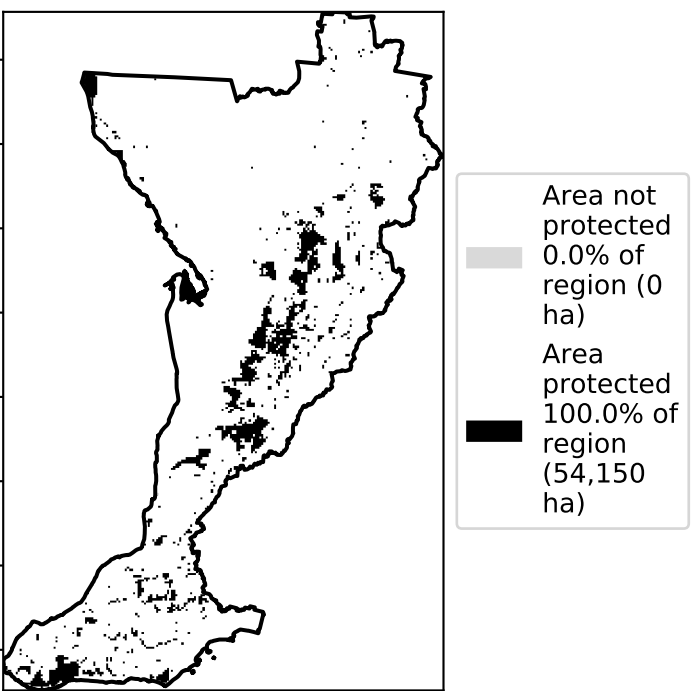 Area not
protected
0.0% of
region (0
ha)
Area
protected
100.0% of
region
(54,150
ha)